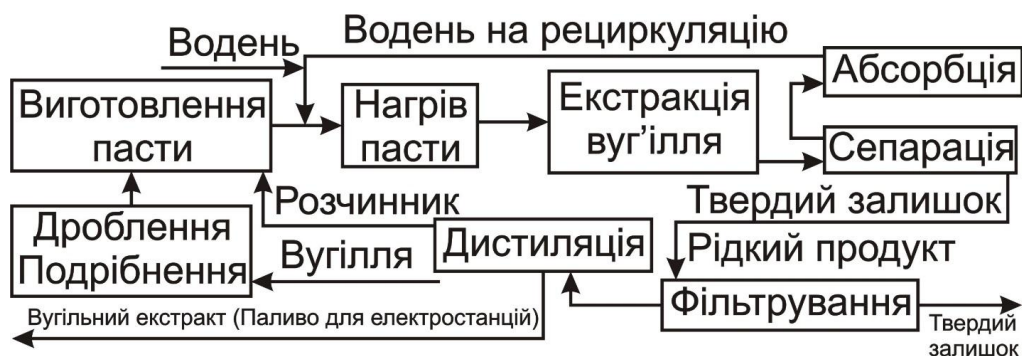 Водень
Водень на рециркуляцію
Абсорбція
Виготовлення
пасти
Нагрів
пасти
Екстракція
вуг’ілля
Сепарація
Розчинник
Твердий залишок
Дроблення
Подрібнення
Вугілля
Дистиляція
Рідкий продукт
Фільтрування
Вугільний екстракт (Паливо для електростанцій)
Твердий
залишок